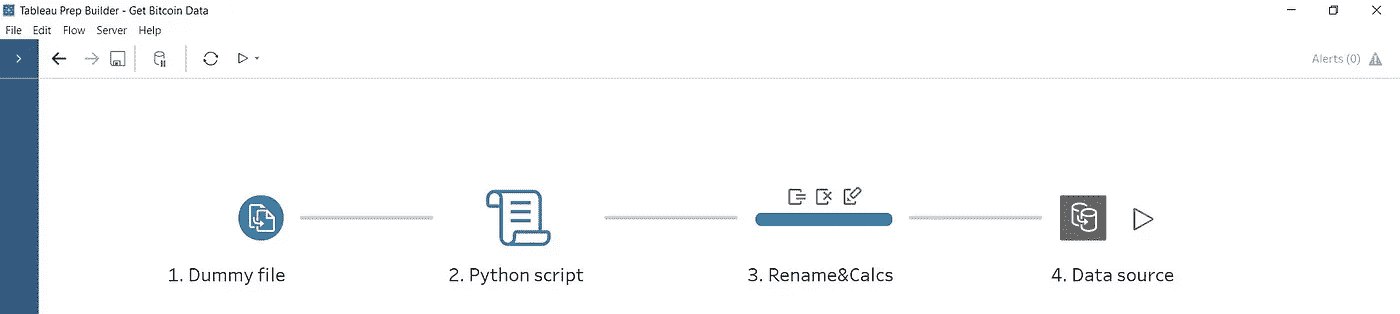 Tableau Prep Builder - Get Bitcoin Data
File Edit Flow Server Help
Alerts (0)
1. Dummy file
2. Python script
3. Rename&Calcs
4. Data source